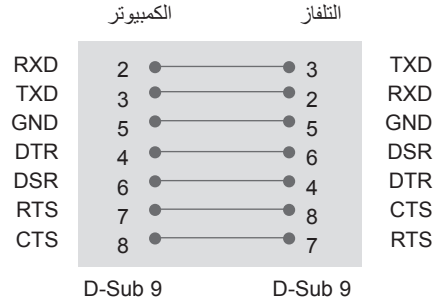 الكمبيوتر التلفاز
RXD 2 3 TXD
TXD 3 2 RXD
GND 5 5 GND
DTR 4 6 DSR
DSR 6 4 DTR
RTS 7 8 CTS
CTS 8 7 RTS
D-Sub 9 D-Sub 9